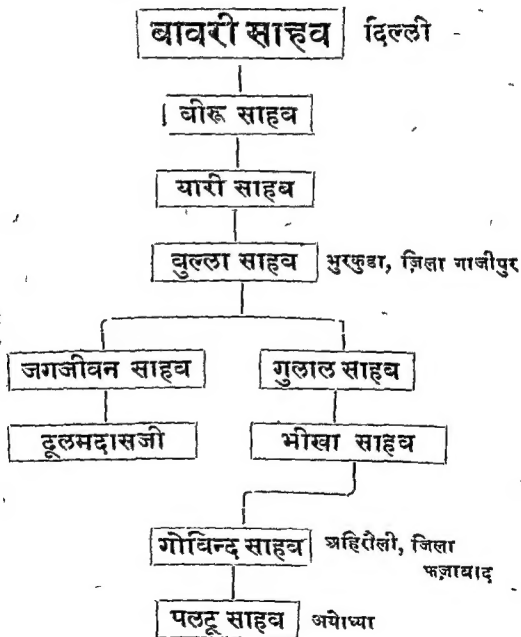 बावरी साहब दिल्ली
बीरू साहब
यारी साहब
बुल्ला साहब भुरकुडा, ज़िला गाजीपुर
जगजीवन साहब गुलाल साहब
दूलमदासजी भीखा साहब
गोबिन्द साहब अहिरौली, जिला
फ़ज़ाबाद
पलटू साहब अयोध्या